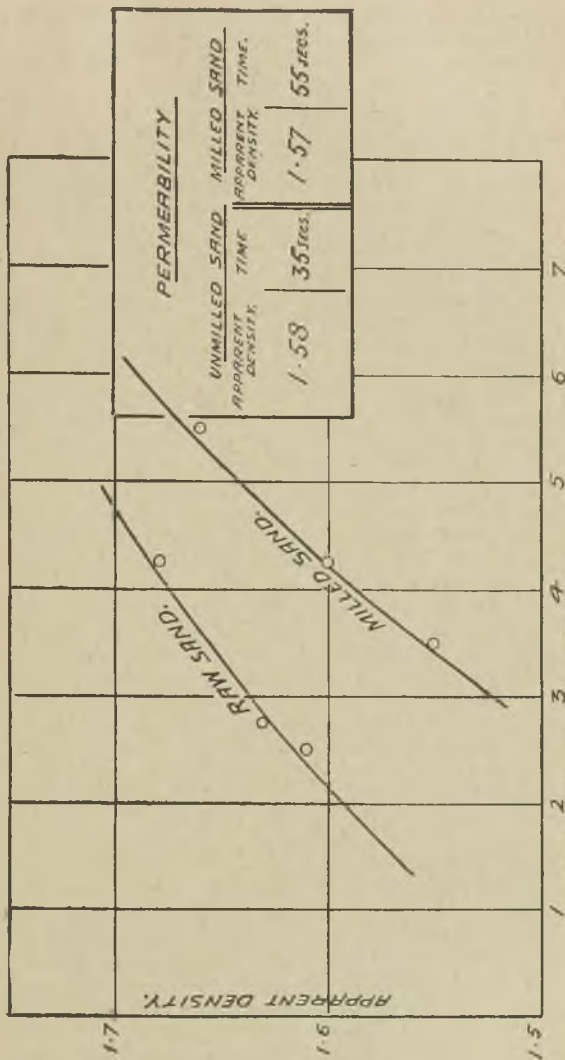 PERMEABILITY
UNMILLED SAND MILLED SAND
APPARENT DENSITY. TIME APPARENT DENSITY. TIME.
1·58 35 SECS. 1·57 55 SECS.
RAW SAND.
MILLED SAND.
APPARENT DENSITY.
1·7
1·6
1·5
1 2 3 4 5 6 7